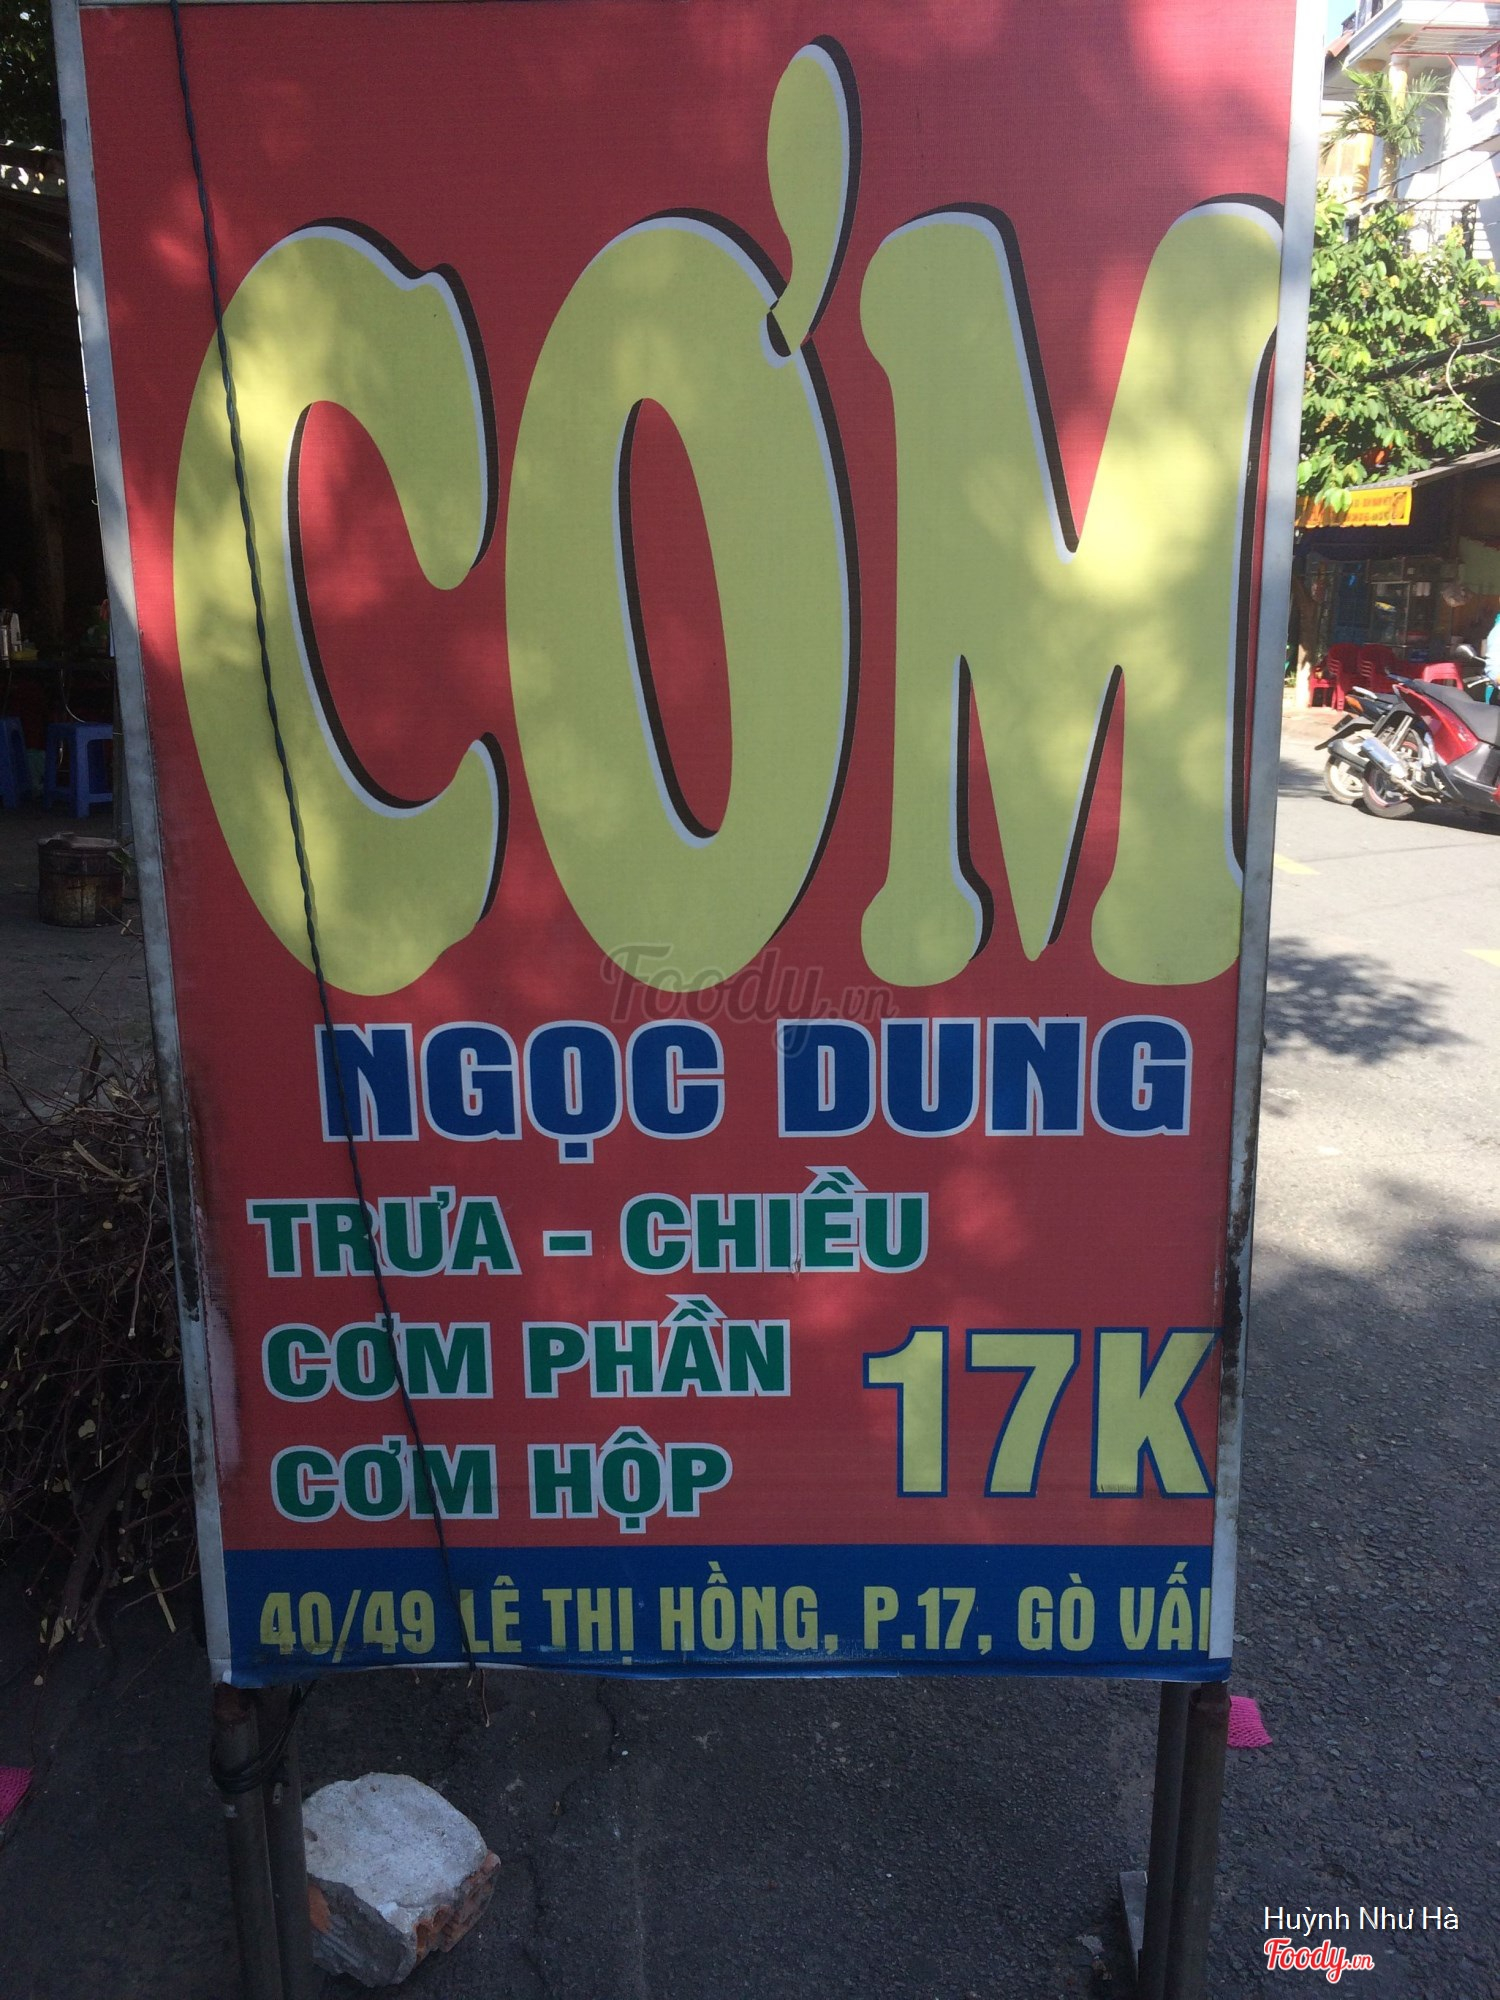 CƠM
NGỌC DUNG
TRƯA - CHIỀU
CƠM PHẦN
17K
CƠM HỘP
40/49 LÊ THỊ HỒNG, P.17, GÒ VẤP
Foody.vn
Huỳnh Như Hà
Foody.vn